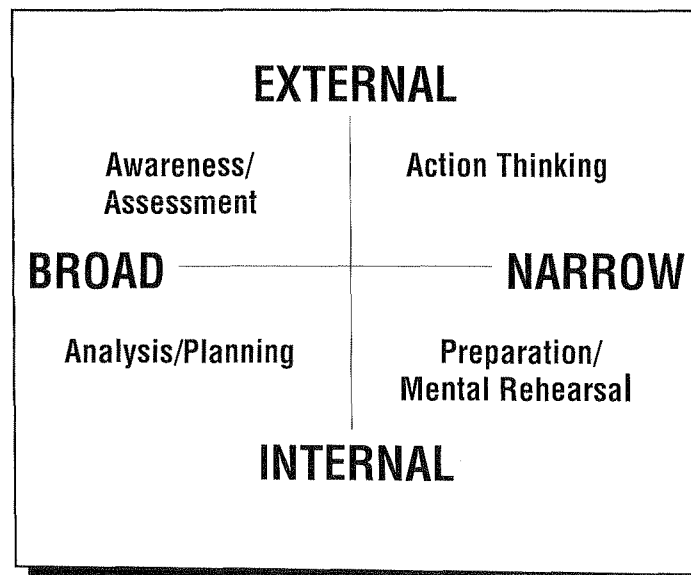 EXTERNAL
Awareness/
Assessment
Action Thinking
BROAD
NARROW
Analysis/Planning
Preparation/
Mental Rehearsal
INTERNAL